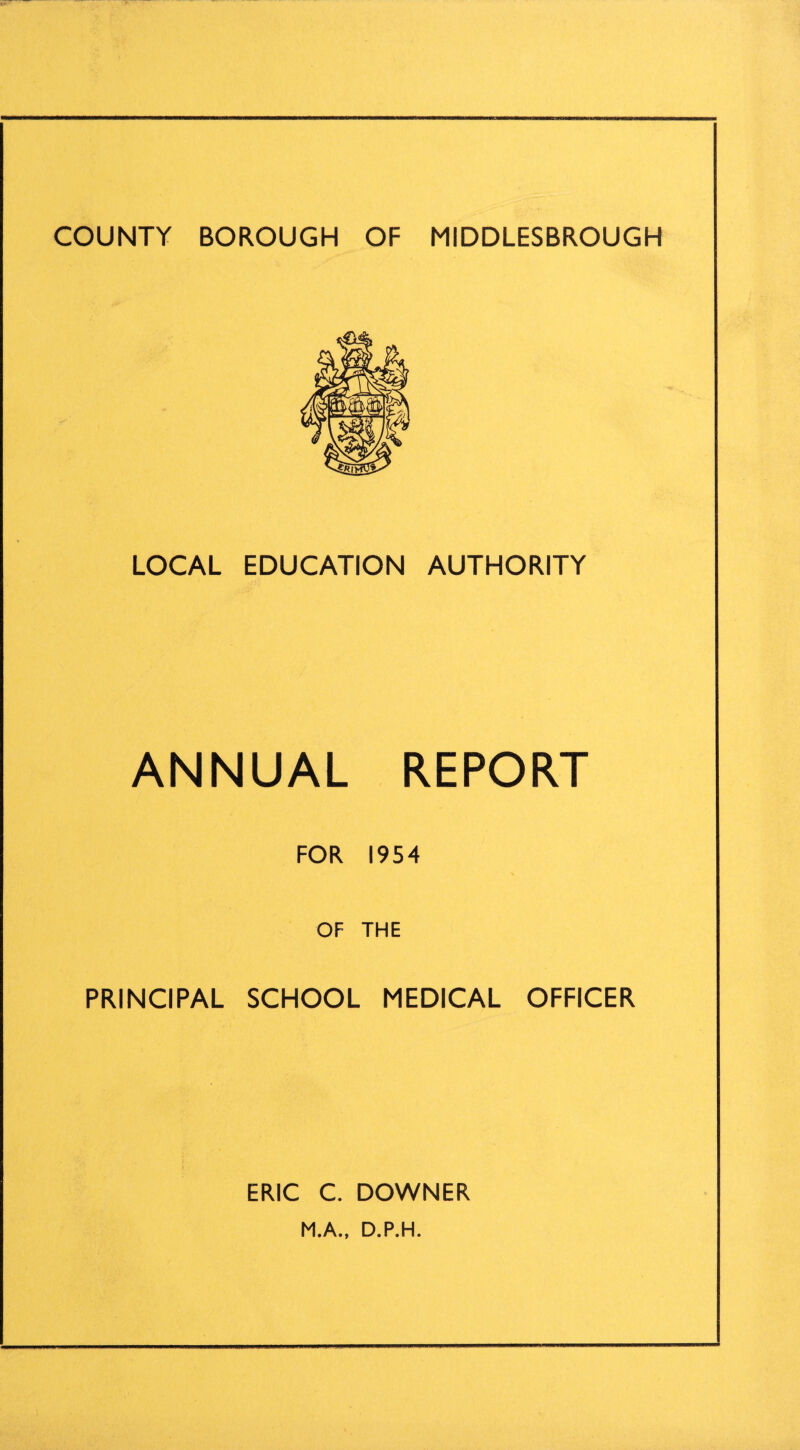 COUNTY BOROUGH OF MIDDLESBROUGH
ERIMUS
LOCAL EDUCATION AUTHORITY
ANNUAL REPORT
FOR 1954
OF THE
PRINCIPAL SCHOOL MEDICAL OFFICER
ERIC C. DOWNER
M.A., D.P.H.